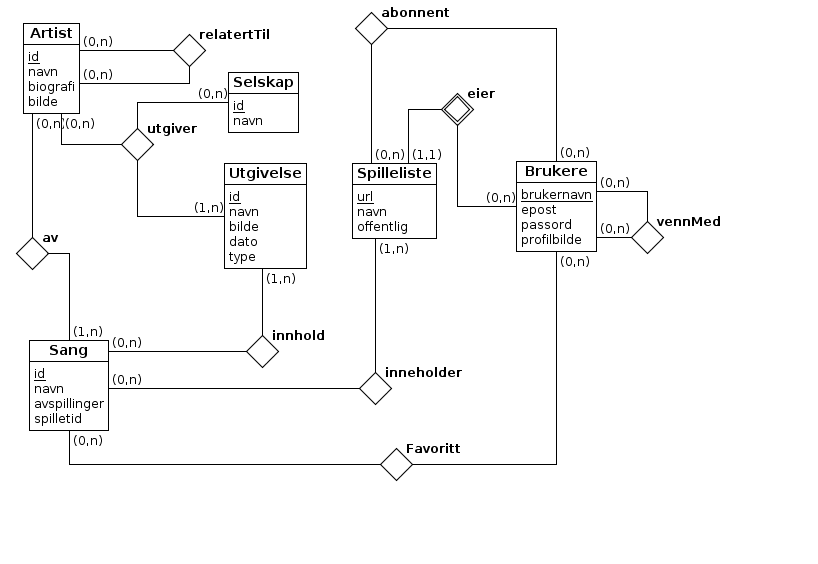 abonnent
Artist
relatertTil
(0,n)
id
navn
(0,n)
biografi
bilde
Selskap
(0,n)
id
navn
eier
(0,n)
(0,n)
utgiver
(0,n)
(1,1)
(0,n)
Utgivelse
id
navn
bilde
dato
type
(1,n)
Spilleliste
url
navn
offentlig
(0,n)
Brukere
brukernavn
epost
passord
profilbilde
(0,n)
(0,n)
vennMed
av
(1,n)
(1,n)
(0,n)
(1,n)
Sang
(0,n)
innhold
id
navn
avspillinger
spilletid
(0,n)
inneholder
(0,n)
Favoritt